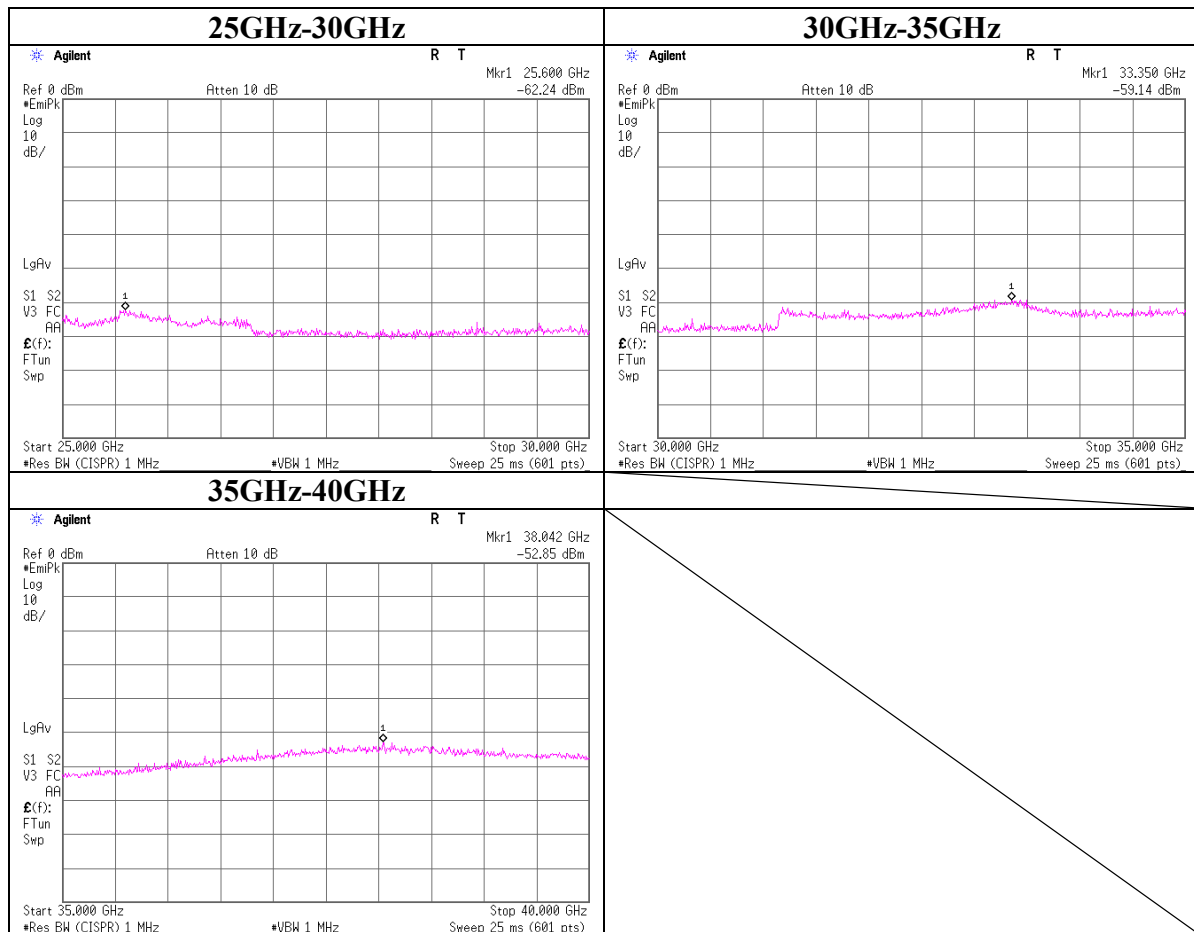 25GHz-30GHz
Agilent R T
Mkr1 25.600 GHz
Ref 0 dBm Atten 10 dB -62.24 dBm
#EmiPk
Log
10
dB/
LgAv
S1 S2
V3 FC
AA
£(f):
FTun
Swp
1
Start 25.000 GHz Stop 30.000 GHz
#Res BW (CISPR) 1 MHz #VBW 1 MHz Sweep 25 ms (601 pts)
30GHz-35GHz
Agilent R T
Mkr1 33.350 GHz
Ref 0 dBm Atten 10 dB -59.14 dBm
#EmiPk
Log
10
dB/
LgAv
S1 S2
V3 FC
AA
£(f):
FTun
Swp
1
Start 30.000 GHz Stop 35.000 GHz
#Res BW (CISPR) 1 MHz #VBW 1 MHz Sweep 25 ms (601 pts)
35GHz-40GHz
Agilent R T
Mkr1 38.042 GHz
Ref 0 dBm Atten 10 dB -52.85 dBm
#EmiPk
Log
10
dB/
LgAv
S1 S2
V3 FC
AA
£(f):
FTun
Swp
1
Start 35.000 GHz Stop 40.000 GHz
#Res BW (CISPR) 1 MHz #VBW 1 MHz Sweep 25 ms (601 pts)